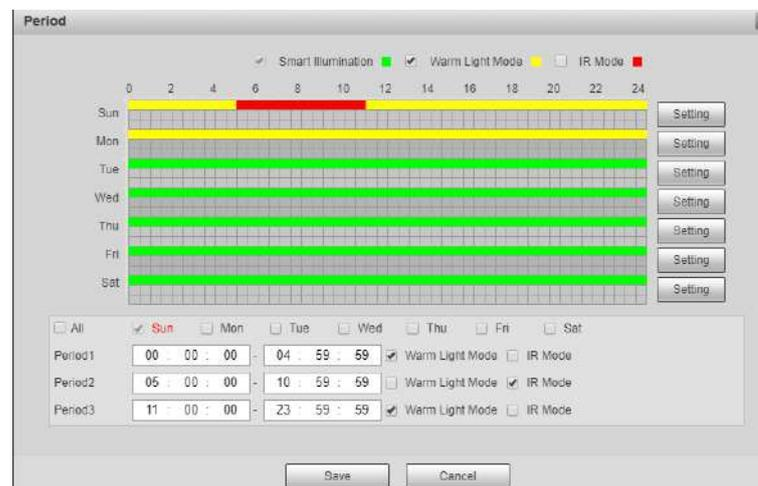 Period
Smart Illumination Warm Light Mode IR Mode
0 2 4 6 8 10 12 14 16 18 20 22 24
Sun Setting
Mon Setting
Tue Setting
Wed Setting
Thu Setting
Fri Setting
Sat Setting
All Sun Mon Tue Wed Thu Fri Sat
Period1 00 : 00 : 00 - 04 : 59 : 59 Warm Light Mode IR Mode
Period2 05 : 00 : 00 - 10 : 59 : 59 Warm Light Mode IR Mode
Period3 11 : 00 : 00 - 23 : 59 : 59 Warm Light Mode IR Mode
Save Cancel